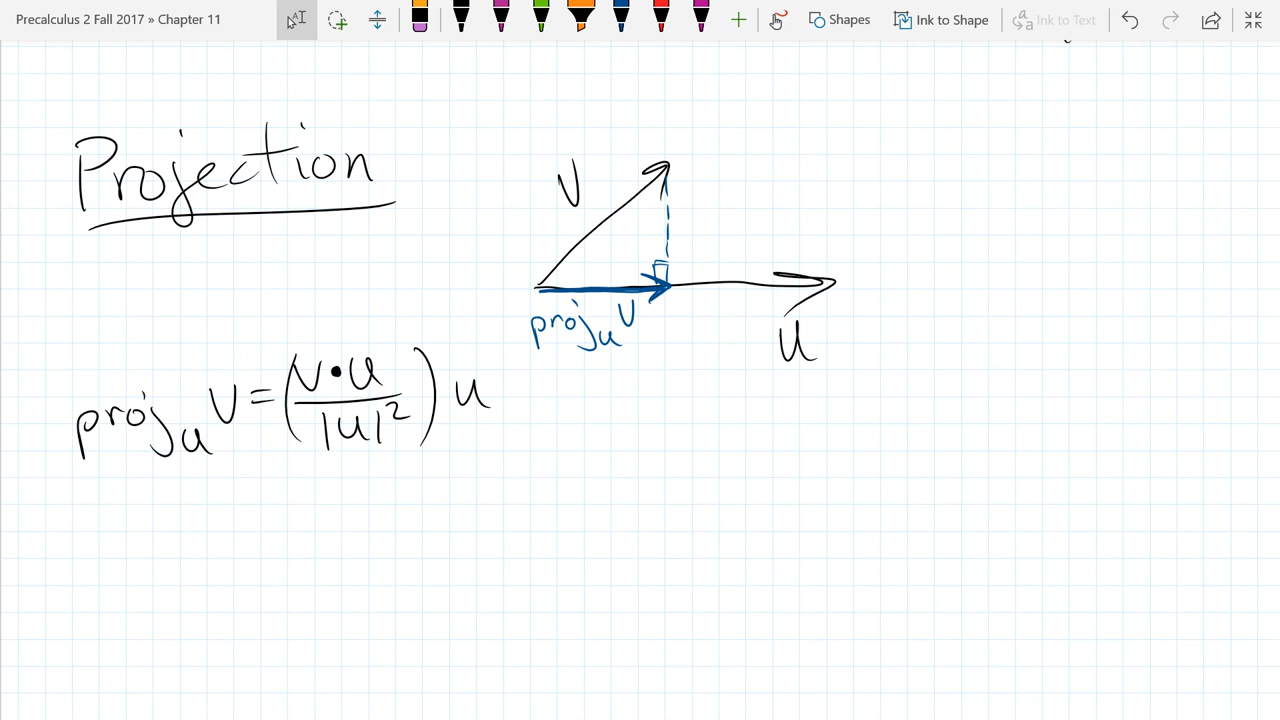 Precalculus 2 Fall 2017 » Chapter 11
Shapes
Ink to Shape
Ink to Text
Projection
V
proj_u V
u
proj_u V = (V • u / |u|²) u